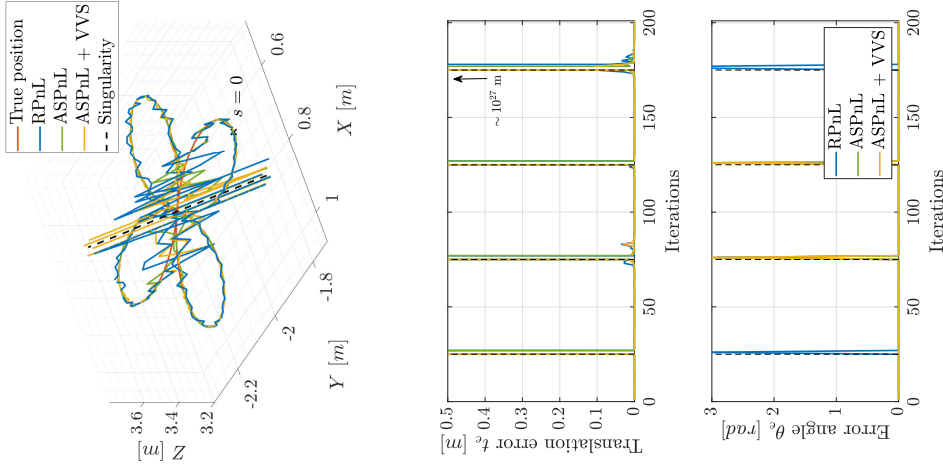 True position
RPnL
ASPnL
ASPnL + VVS
Singularity
s = 0
3.6
3.4
3.2
Z [m]
-2.2
-2
-1.8
Y [m]
1
0.8
0.6
X [m]
0.5
0.4
0.3
0.2
0.1
0
Translation error t_e [m]
∼ 10^27 m
0
50
100
150
200
Iterations
3
2
1
0
Error angle θ_e [rad]
RPnL
ASPnL
ASPnL + VVS
0
50
100
150
200
Iterations